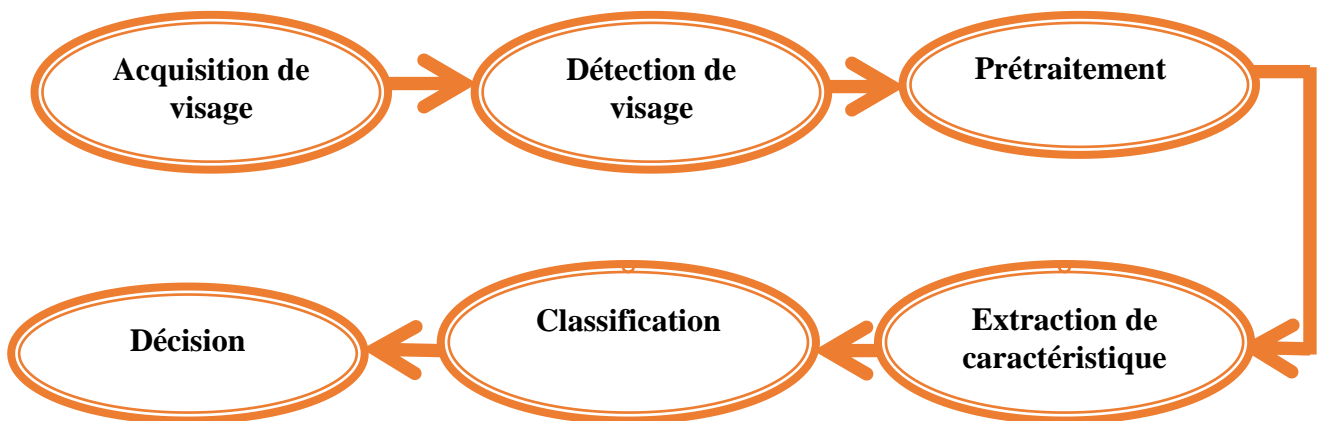 Acquisition de
visage
Détection de
visage
Prétraitement
Extraction de
caractéristique
Classification
Décision